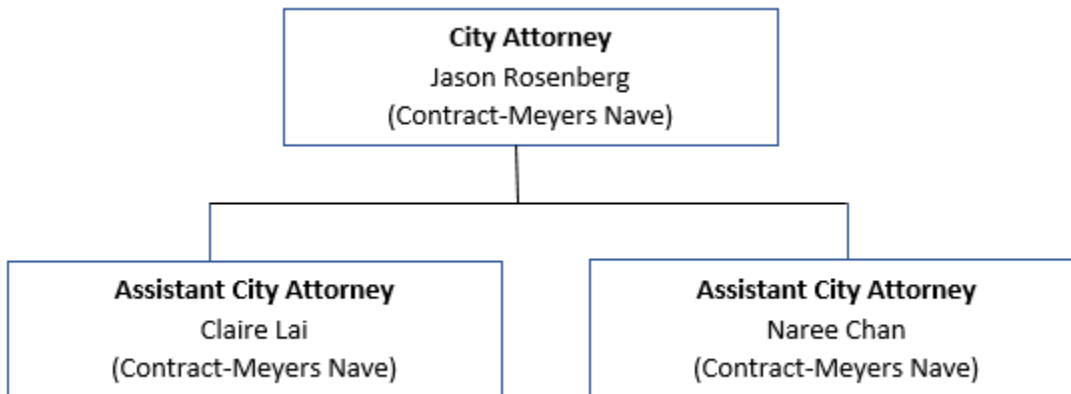 City Attorney
Jason Rosenberg
(Contract-Meyers Nave)
Assistant City Attorney
Claire Lai
(Contract-Meyers Nave)
Assistant City Attorney
Naree Chan
(Contract-Meyers Nave)